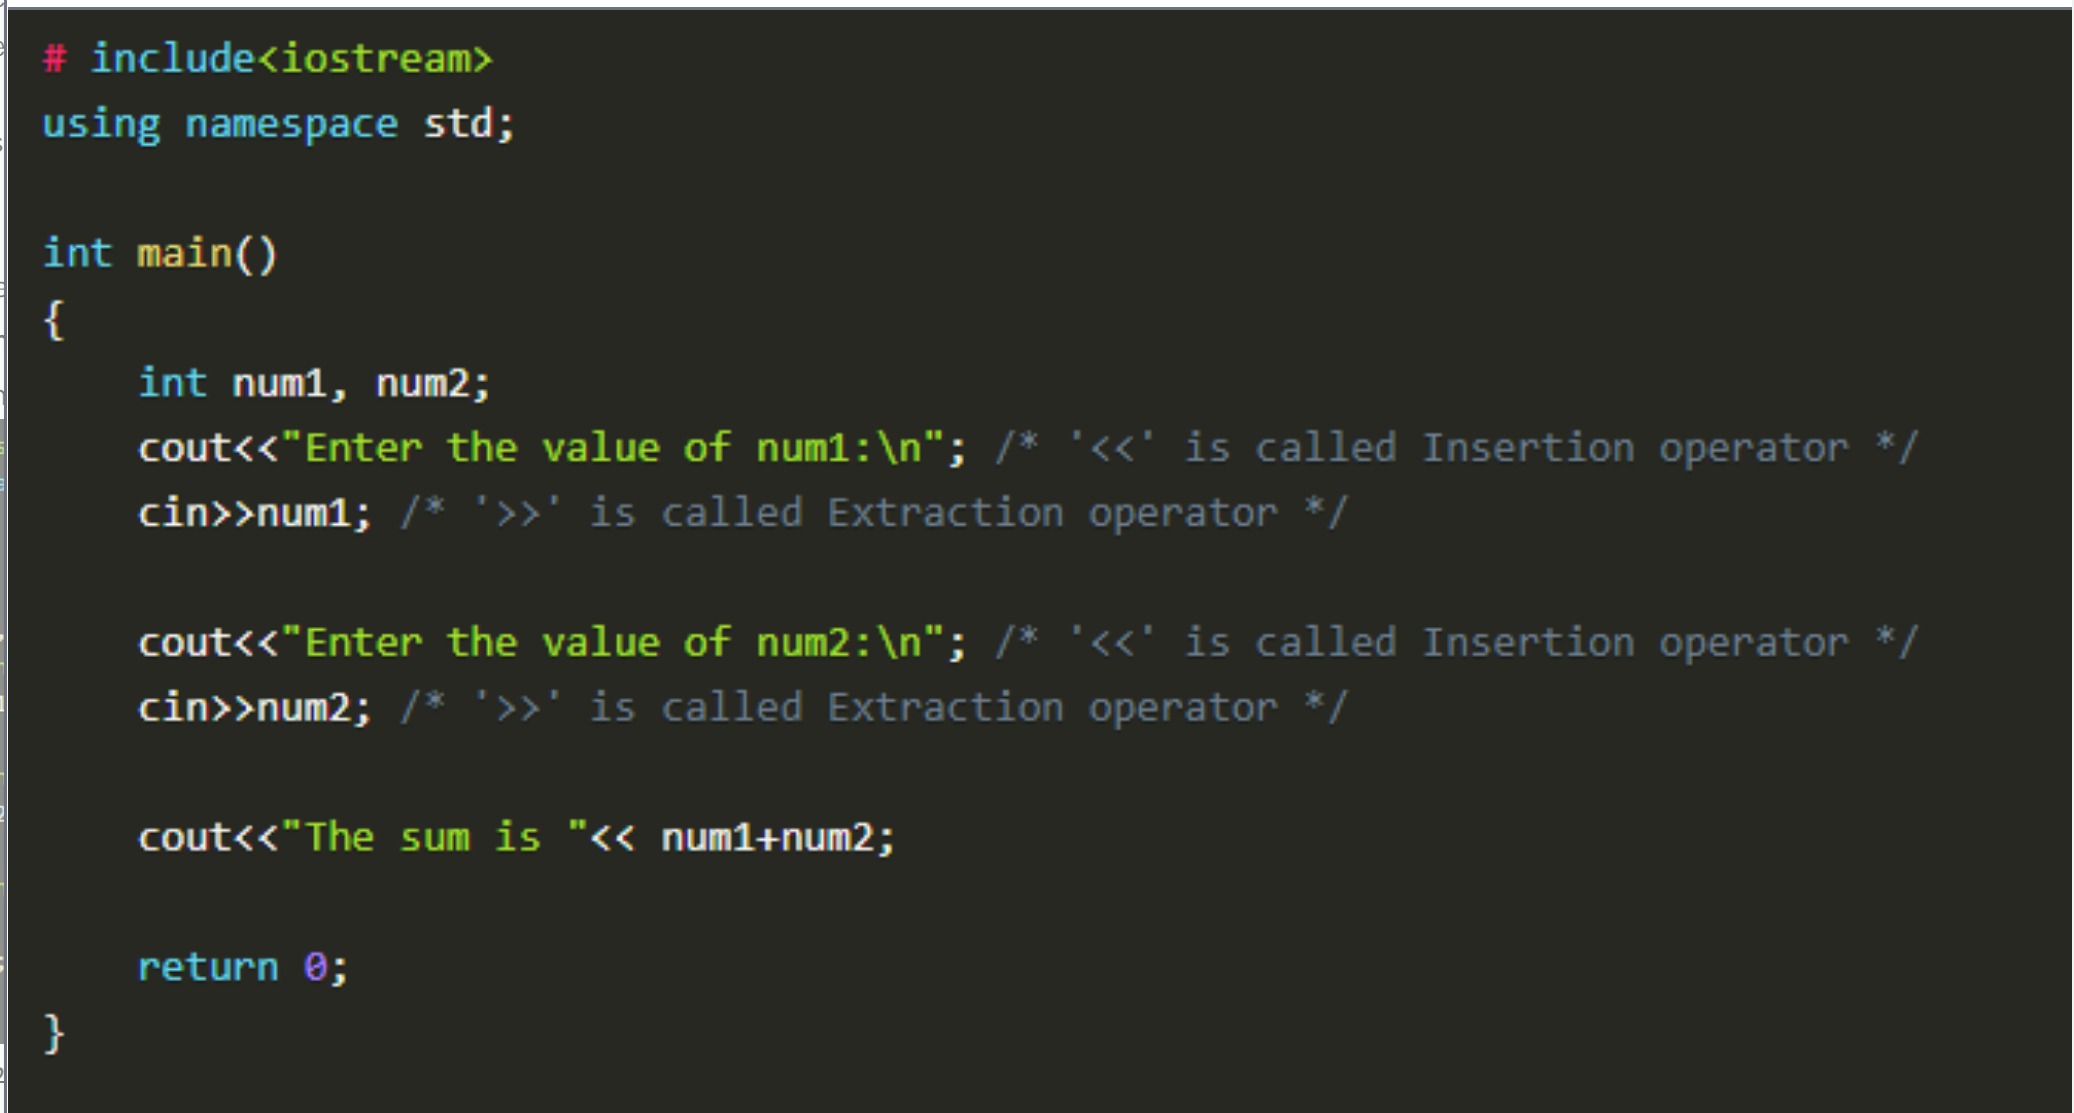 # include<iostream>
using namespace std;
int main()
{
int num1, num2;
cout<<"Enter the value of num1:\n"; /* '<<' is called Insertion operator */
cin>>num1; /* '>>' is called Extraction operator */
cout<<"Enter the value of num2:\n"; /* '<<' is called Insertion operator */
cin>>num2; /* '>>' is called Extraction operator */
cout<<"The sum is "<< num1+num2;
return 0;
}